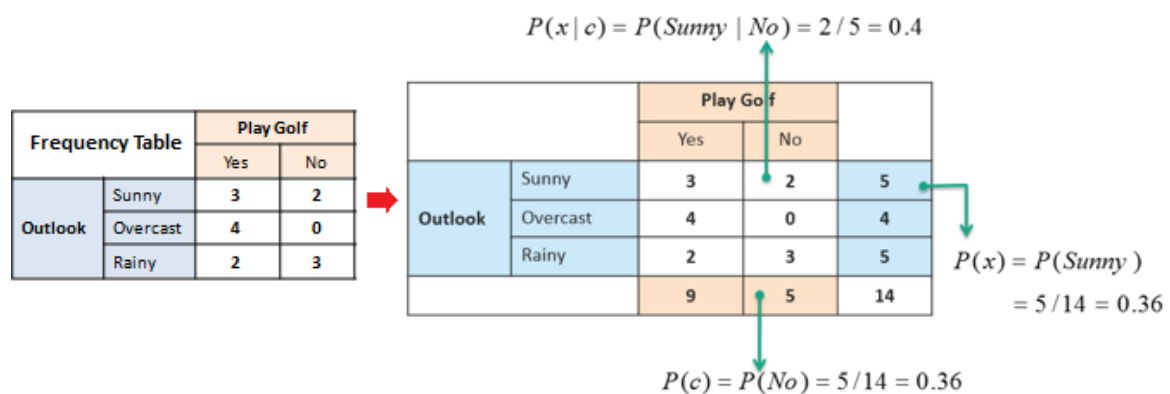 P(x | c) = P(Sunny | No) = 2 / 5 = 0.4
Frequency Table Play Golf
Yes No
Outlook Sunny 3 2
Overcast 4 0
Rainy 2 3
Play Golf
Yes No
Outlook Sunny 3 2 5
Overcast 4 0 4
Rainy 2 3 5
9 5 14
P(x) = P(Sunny )
= 5 / 14 = 0.36
P(c) = P(No) = 5 / 14 = 0.36